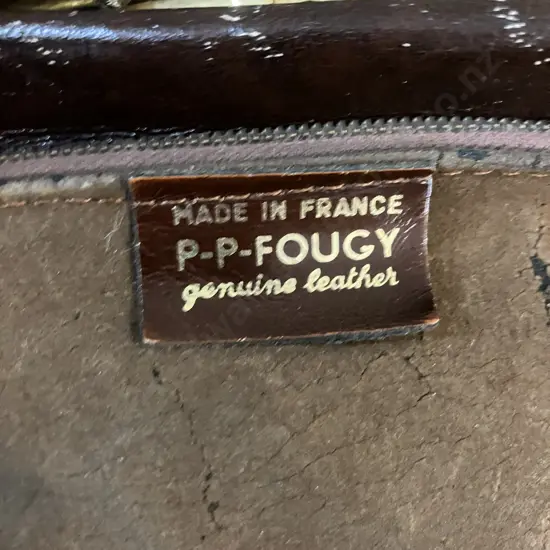 MADE IN FRANCE
P-P-FOUGY
genuine leather